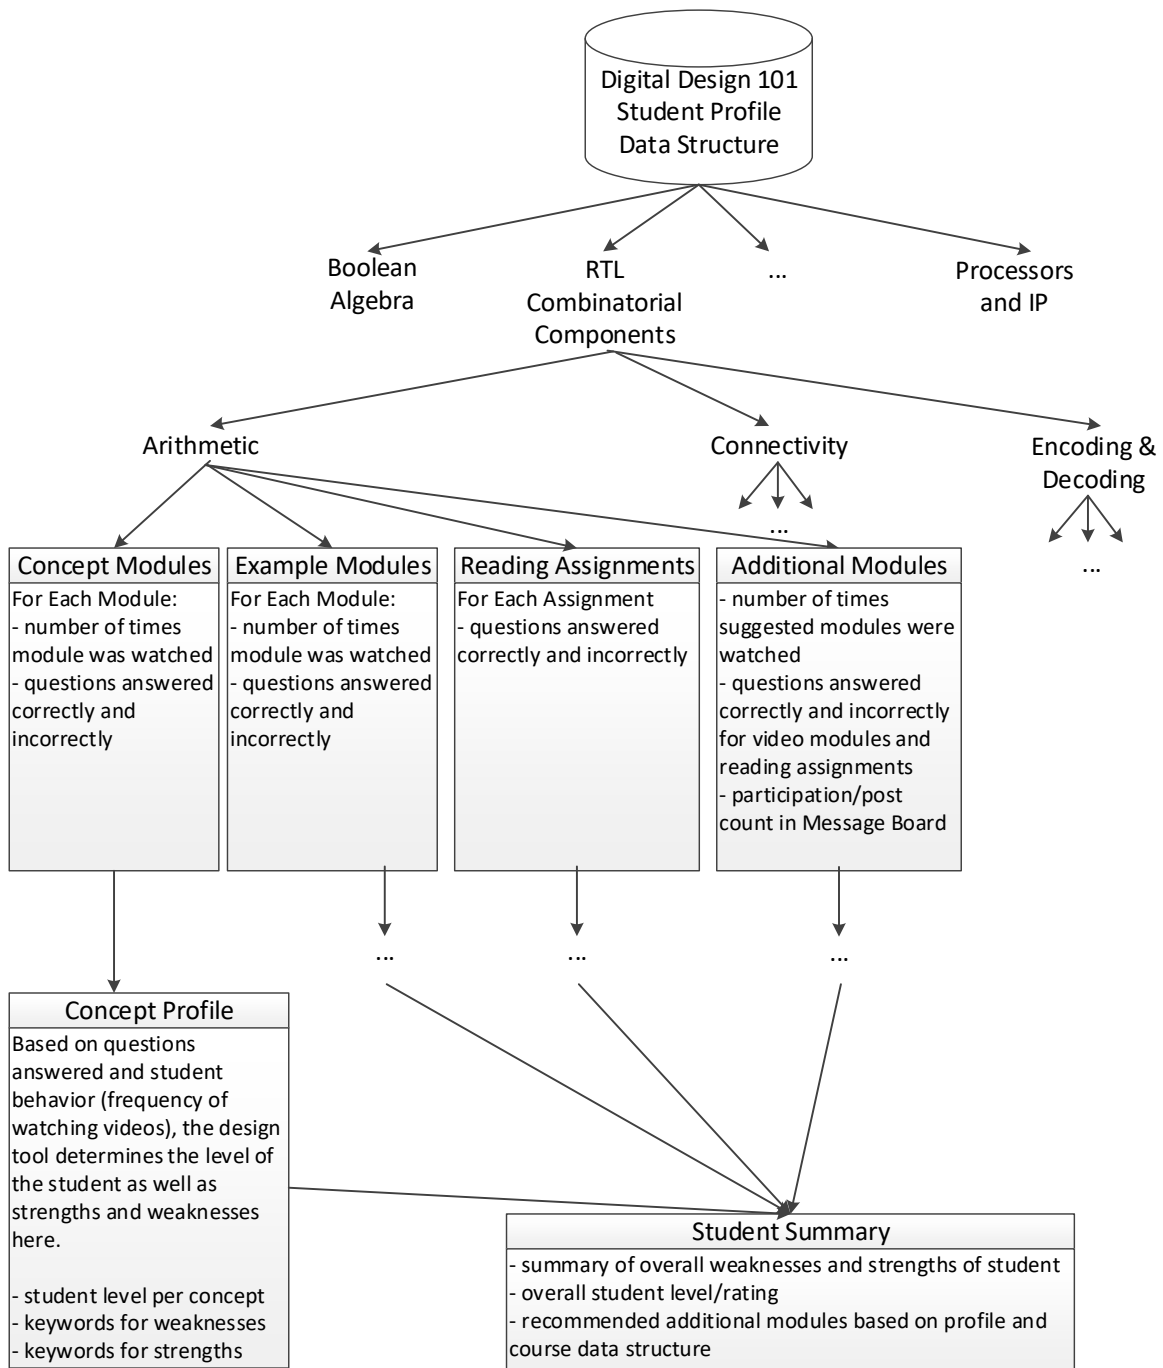 Digital Design 101
Student Profile
Data Structure
Boolean
Algebra
RTL
Combinatorial
Components
...
Processors
and IP
Arithmetic
Connectivity
...
Encoding &
Decoding
...
Concept Modules
For Each Module:
- number of times
module was watched
- questions answered
correctly and
incorrectly
Example Modules
For Each Module:
- number of times
module was watched
- questions answered
correctly and
incorrectly
Reading Assignments
For Each Assignment
- questions answered
correctly and incorrectly
Additional Modules
- number of times
suggested modules were
watched
- questions answered
correctly and incorrectly
for video modules and
reading assignments
- participation/post
count in Message Board
...
...
...
Concept Profile
Based on questions
answered and student
behavior (frequency of
watching videos), the design
tool determines the level of
the student as well as
strengths and weaknesses
here.
- student level per concept
- keywords for weaknesses
- keywords for strengths
Student Summary
- summary of overall weaknesses and strengths of student
- overall student level/rating
- recommended additional modules based on profile and
course data structure